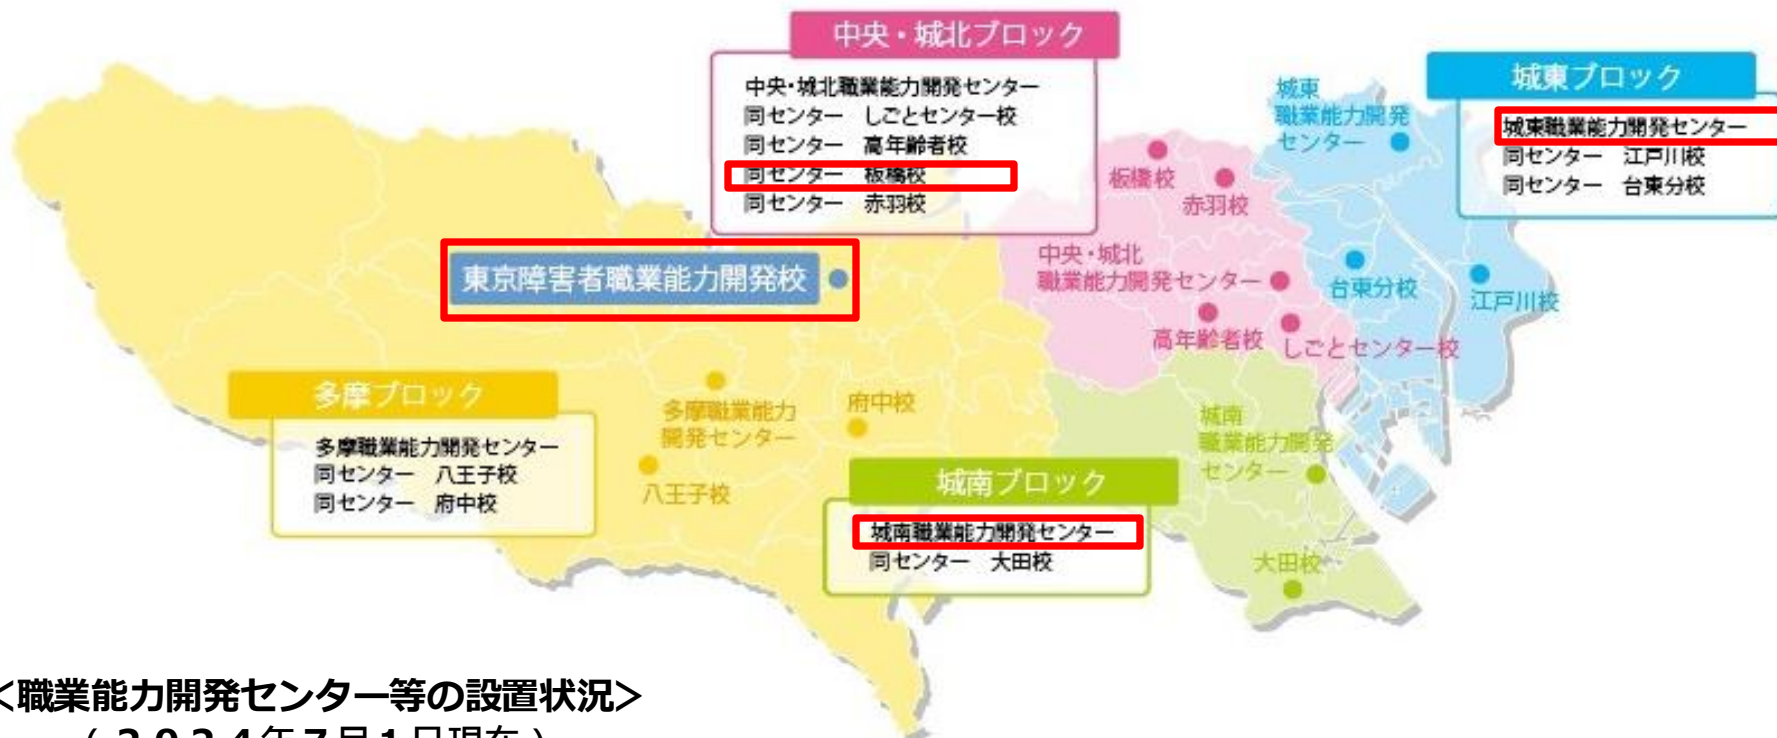 中央・城北ブロック
中央・城北職業能力開発センター
同センター　しごとセンター校
同センター　高年齢者校
同センター　板橋校
同センター　赤羽校
城東ブロック
城東職業能力開発センター
同センター　江戸川校
同センター　台東分校
城東
職業能力開発
センター
板橋校
赤羽校
中央・城北
職業能力開発センター
台東分校
江戸川校
高年齢者校
しごとセンター校
東京障害者職業能力開発校
多摩ブロック
多摩職業能力開発センター
同センター　八王子校
同センター　府中校
多摩職業能力
開発センター
府中校
八王子校
城南ブロック
城南職業能力開発センター
同センター　大田校
城南
職業能力開発
センター
大田校
＜職業能力開発センター等の設置状況＞
（２０２４年７月１日現在）